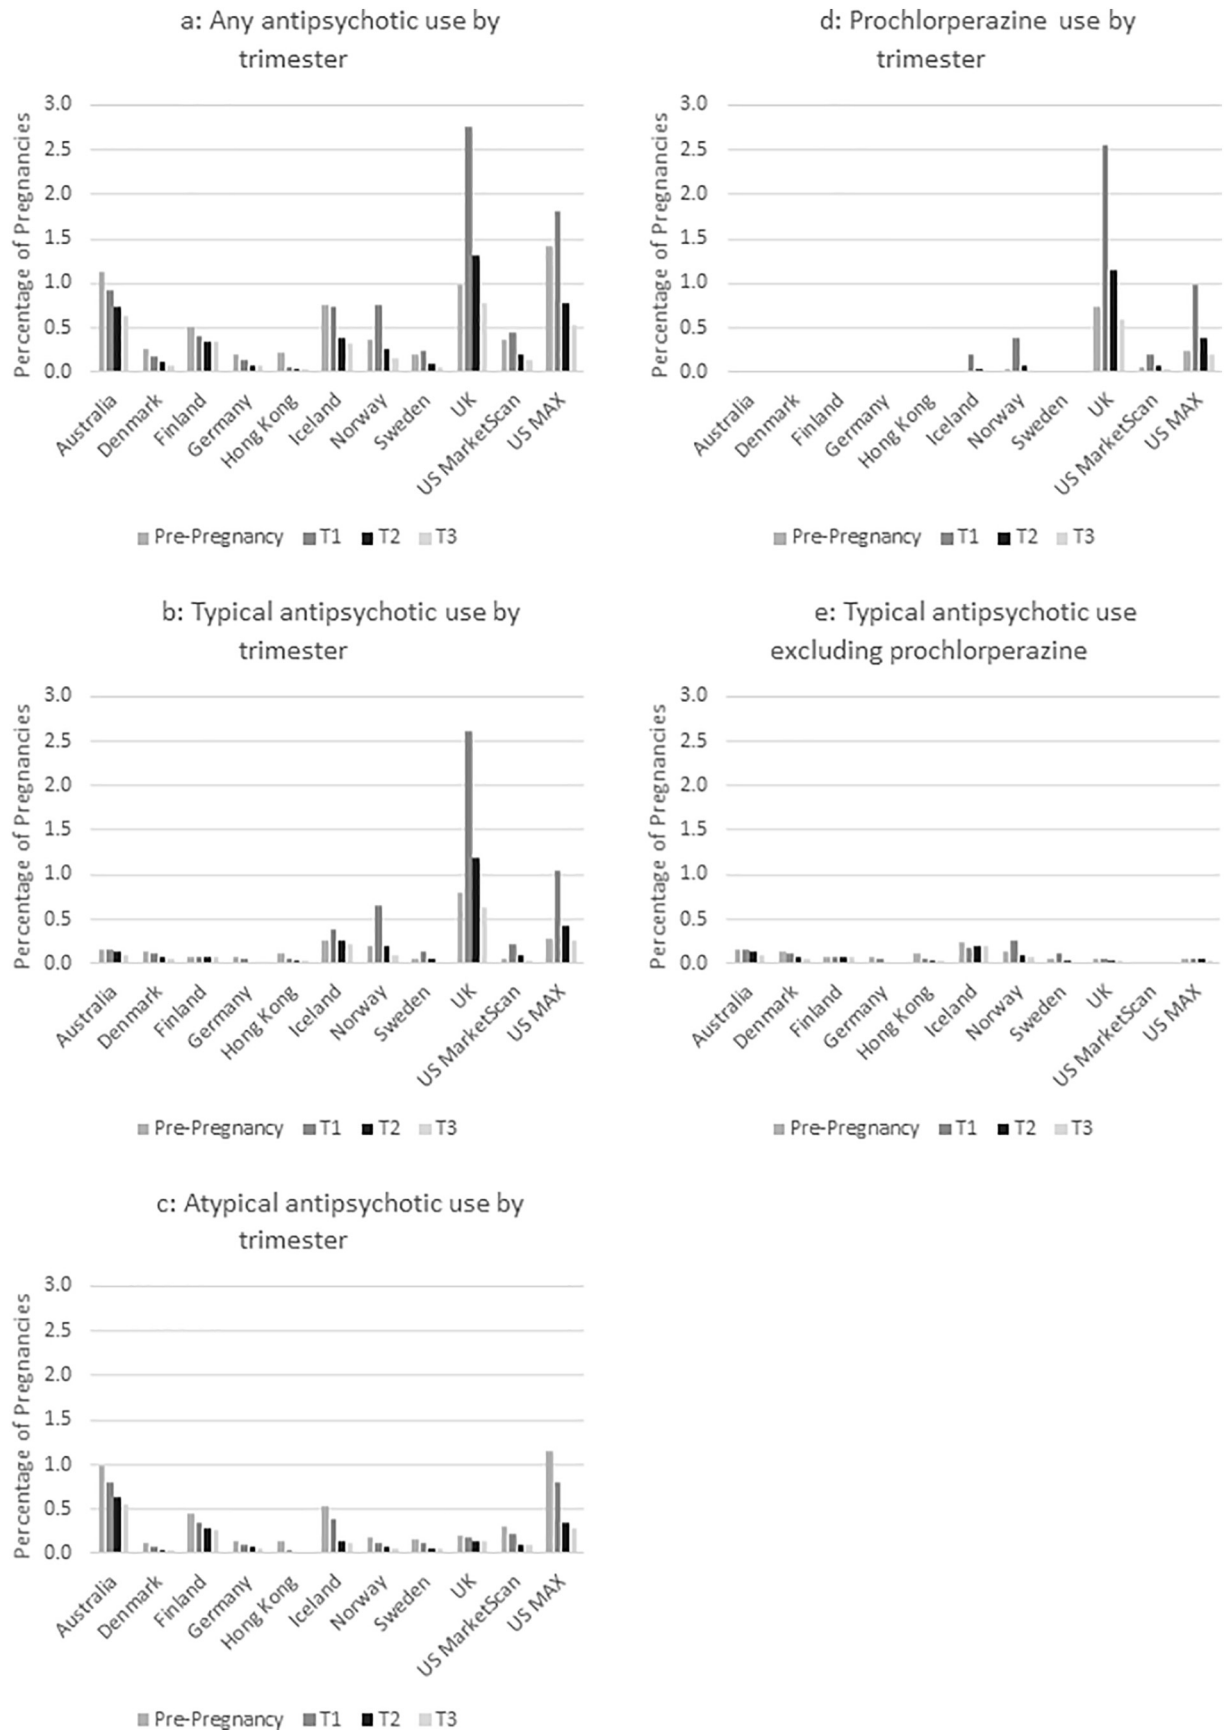 a: Any antipsychotic use by
trimester
Percentage of Pregnancies
3.0
2.5
2.0
1.5
1.0
0.5
0.0
Australia
Denmark
Finland
Germany
Hong Kong
Iceland
Norway
Sweden
UK
US MarketScan
US MAX
Pre-Pregnancy T1 T2 T3
d: Prochlorperazine use by
trimester
Percentage of Pregnancies
3.0
2.5
2.0
1.5
1.0
0.5
0.0
Australia
Denmark
Finland
Germany
Hong Kong
Iceland
Norway
Sweden
UK
US MarketScan
US MAX
Pre-Pregnancy T1 T2 T3
b: Typical antipsychotic use by
trimester
Percentage of Pregnancies
3.0
2.5
2.0
1.5
1.0
0.5
0.0
Australia
Denmark
Finland
Germany
Hong Kong
Iceland
Norway
Sweden
UK
US MarketScan
US MAX
Pre-Pregnancy T1 T2 T3
e: Typical antipsychotic use
excluding prochlorperazine
Percentage of Pregnancies
3.0
2.5
2.0
1.5
1.0
0.5
0.0
Australia
Denmark
Finland
Germany
Hong Kong
Iceland
Norway
Sweden
UK
US MarketScan
US MAX
Pre-Pregnancy T1 T2 T3
c: Atypical antipsychotic use by
trimester
Percentage of Pregnancies
3.0
2.5
2.0
1.5
1.0
0.5
0.0
Australia
Denmark
Finland
Germany
Hong Kong
Iceland
Norway
Sweden
UK
US MarketScan
US MAX
Pre-Pregnancy T1 T2 T3